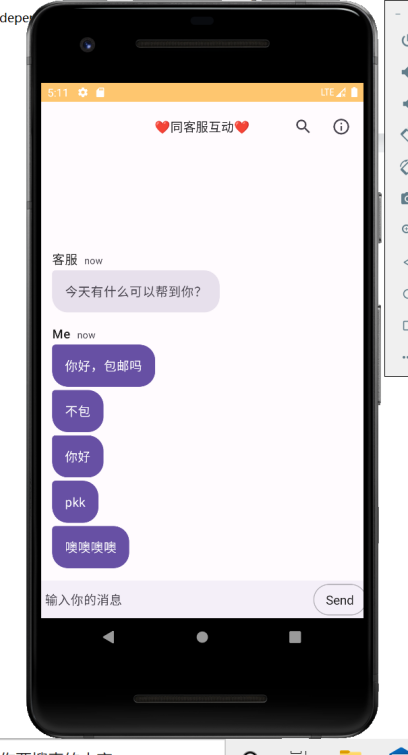 5:11
LTE
❤️同客服互动❤️
客服 now
今天有什么可以帮到你?
Me now
你好，包邮吗
不包
你好
pkk
噢噢噢噢
输入你的消息
Send